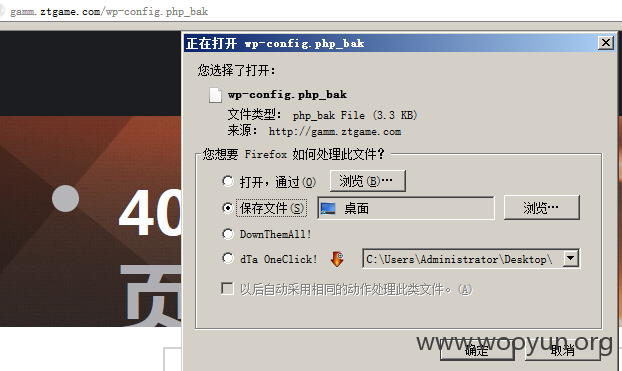 gamm.ztgame.com/wp-config.php_bak
正在打开 wp-config.php_bak
您选择了打开：
wp-config.php_bak
文件类型： php_bak File (3.3 KB)
来源： http://gamm.ztgame.com
您想要 Firefox 如何处理此文件？
打开，通过(O) 浏览(B)…
保存文件(S) 桌面 浏览…
DownThemAll!
dTa OneClick! C:\Users\Administrator\Desktop\
以后自动采用相同的动作处理此类文件。(A)
确定 取消
www.wooyun.org
40
页